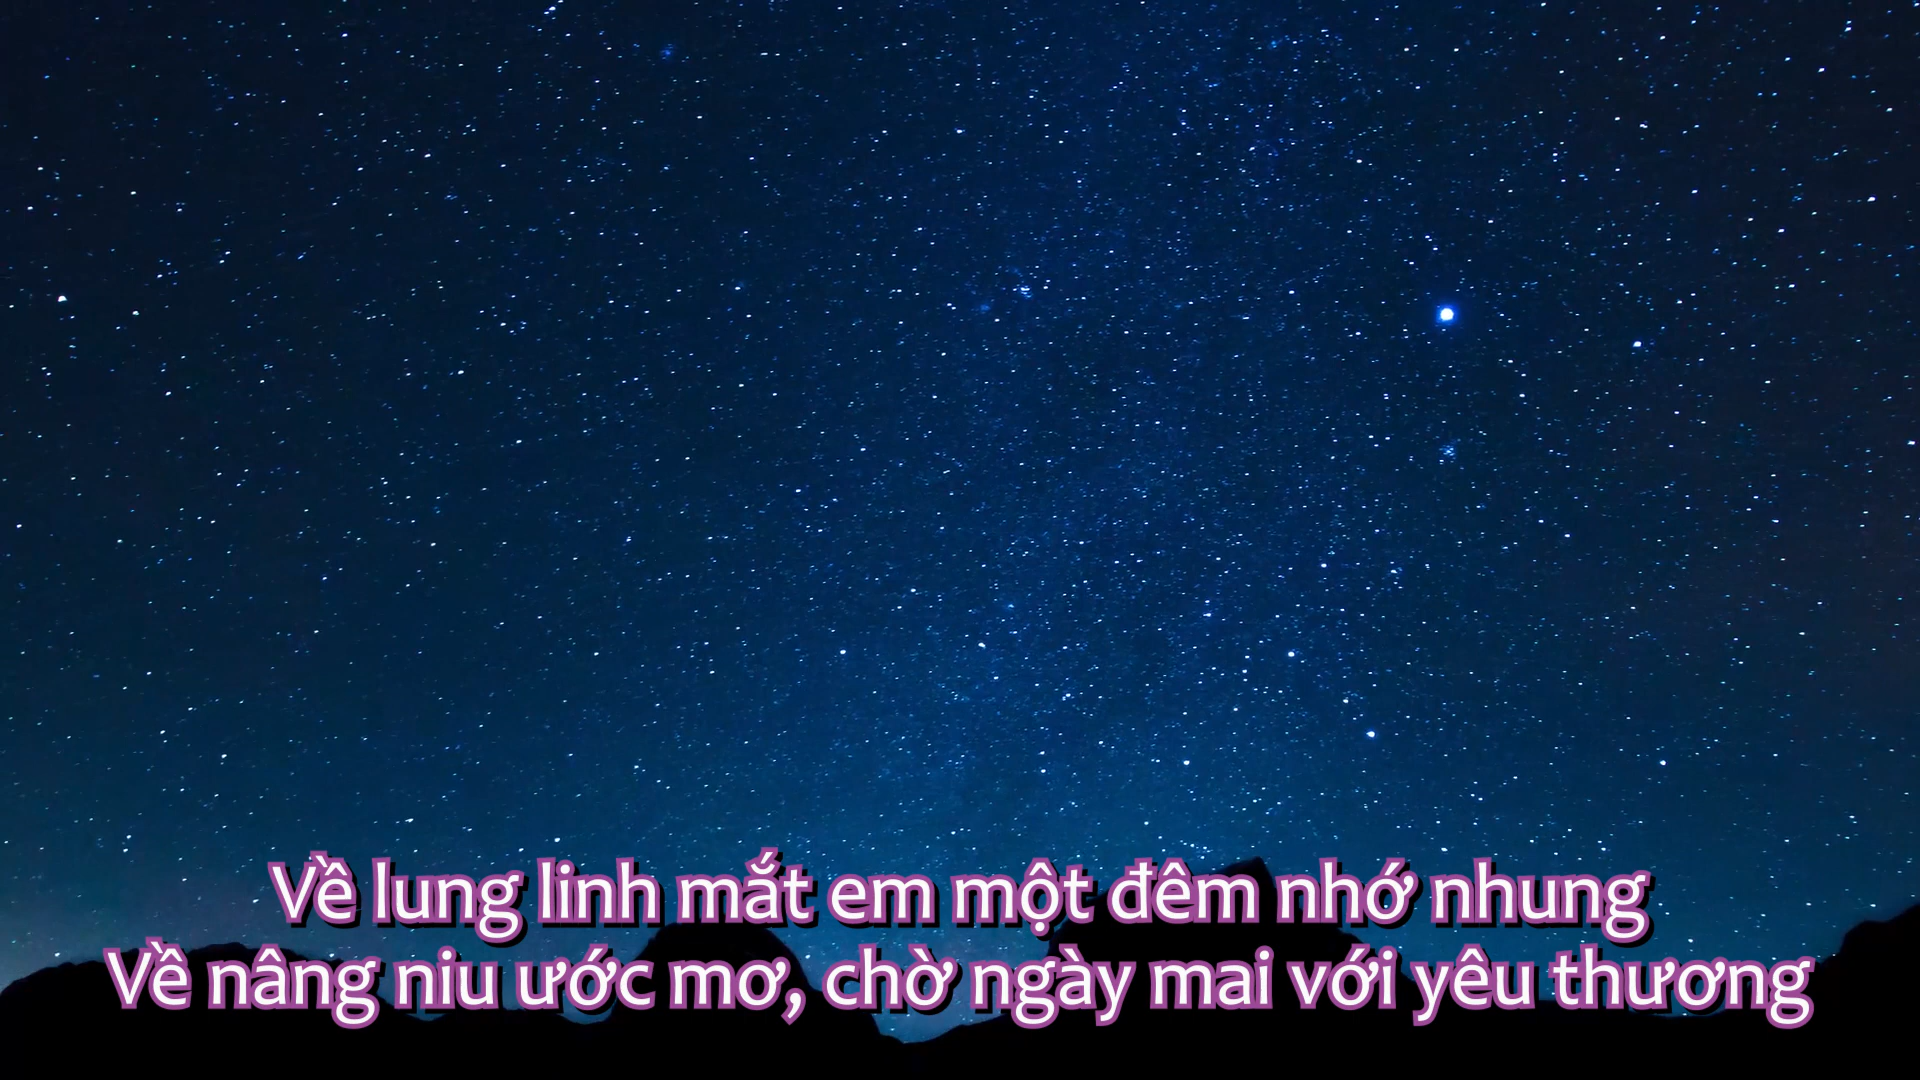 Về lung linh mắt em một đêm nhớ nhung
Về nâng niu ước mơ, chờ ngày mai với yêu thương